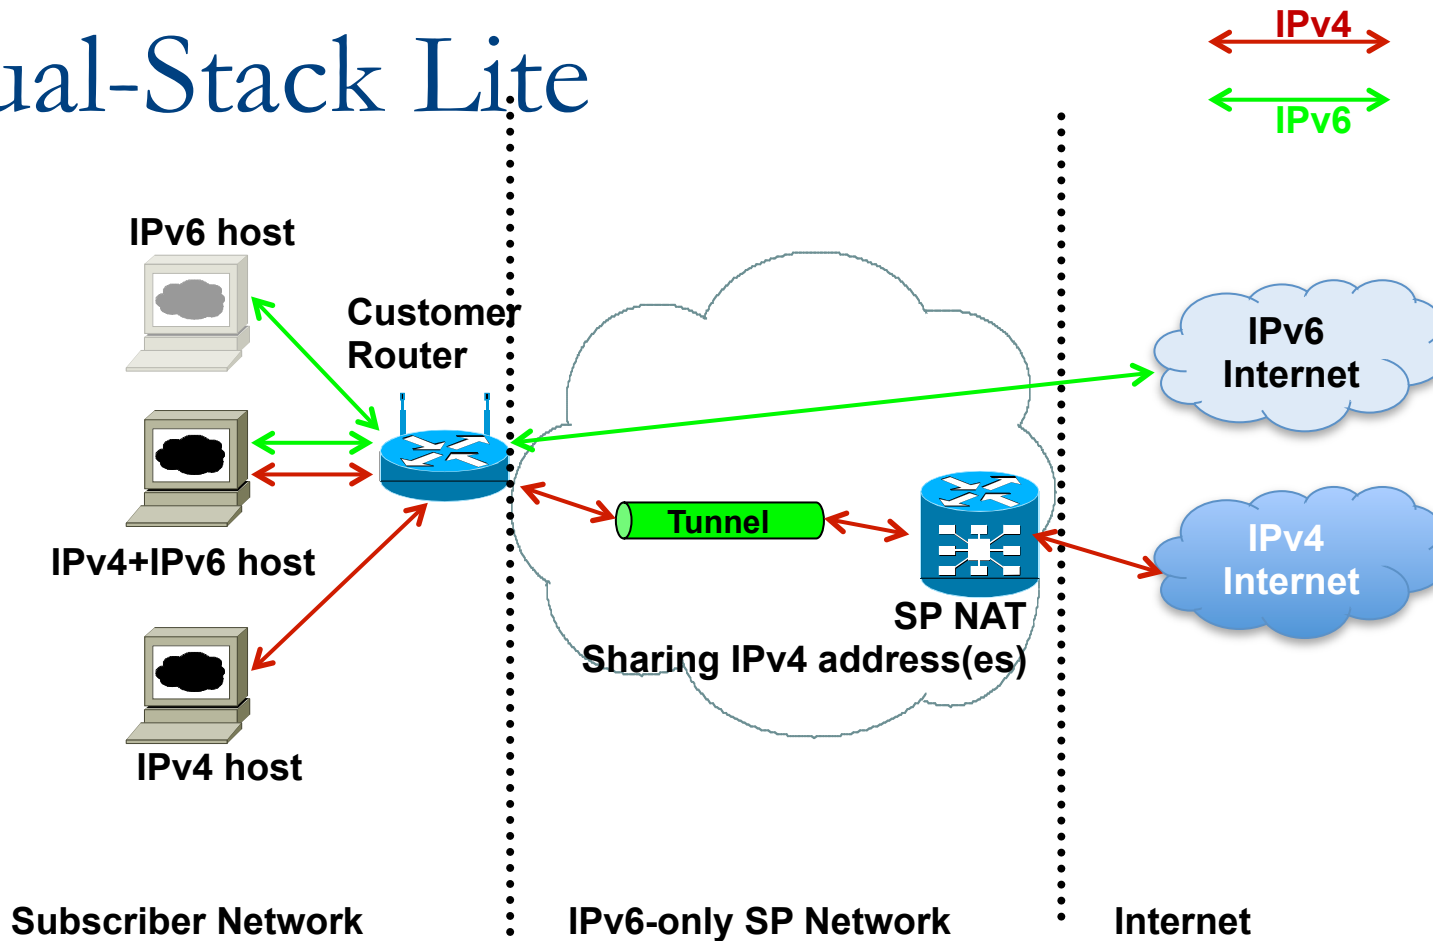 ual-Stack Lite
IPv4
IPv6
IPv6 host
Customer
Router
IPv6
Internet
Tunnel
IPv4
Internet
IPv4+IPv6 host
SP NAT
Sharing IPv4 address(es)
IPv4 host
Subscriber Network
IPv6-only SP Network
Internet